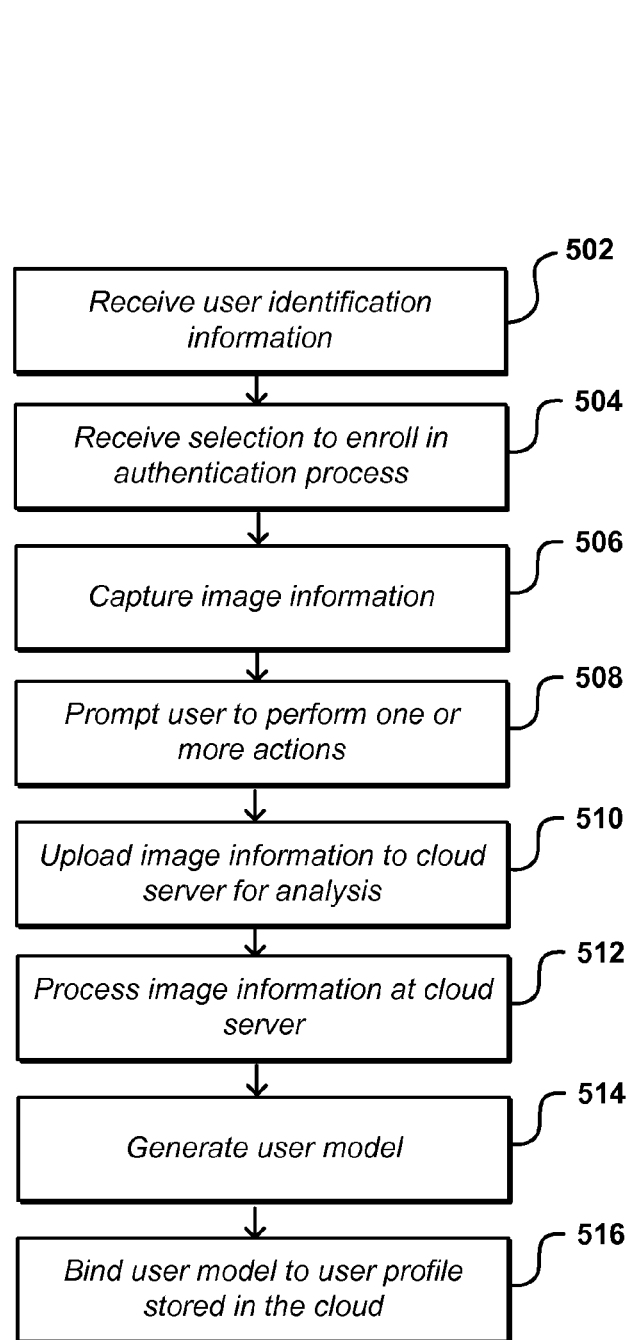 502
Receive user identification
information
504
Receive selection to enroll in
authentication process
506
Capture image information
508
Prompt user to perform one or
more actions
510
Upload image information to cloud
server for analysis
512
Process image information at cloud
server
514
Generate user model
516
Bind user model to user profile
stored in the cloud